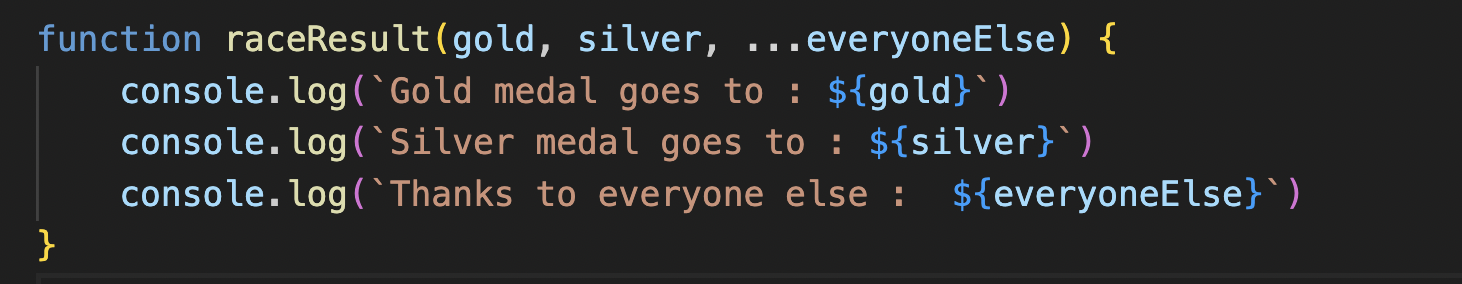 function raceResult(gold, silver, ...everyoneElse) {
    console.log(`Gold medal goes to : ${gold}`)
    console.log(`Silver medal goes to : ${silver}`)
    console.log(`Thanks to everyone else :  ${everyoneElse}`)
}